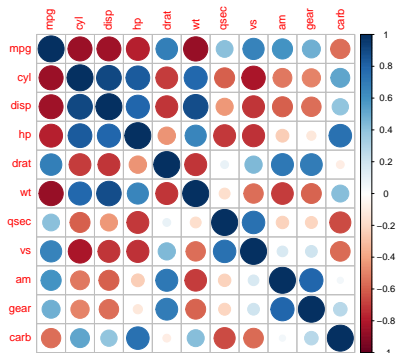 mpg cyl disp hp drat wt qsec vs am gear carb
mpg
cyl
disp
hp
drat
wt
qsec
vs
am
gear
carb
1
0.8
0.6
0.4
0.2
0
−0.2
−0.4
−0.6
−0.8
−1